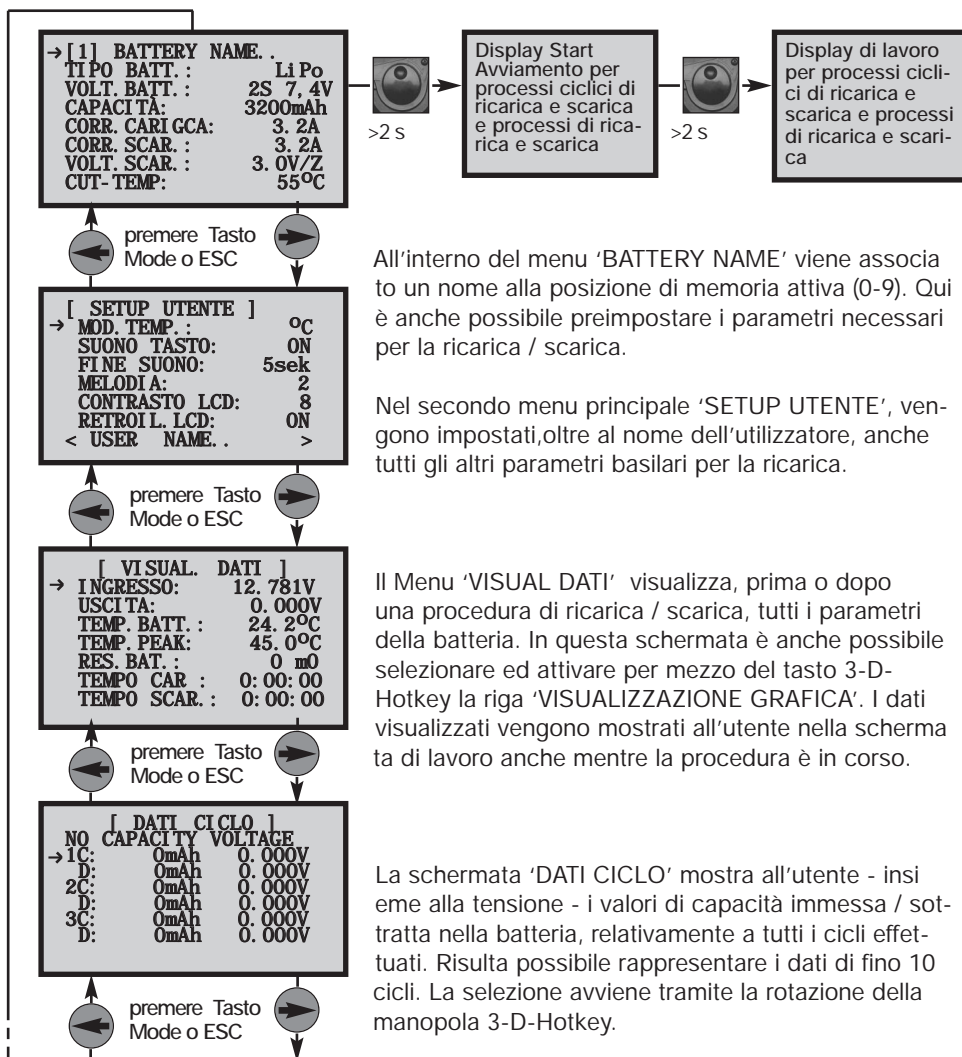 →[1] BATTERY NAME..
TIPO BATT.: LiPo
VOLT. BATT.: 2S 7,4V
CAPACITÀ: 3200mAh
CORR. CARIGCA: 3.2A
CORR. SCAR.: 3.2A
VOLT. SCAR.: 3.0V/Z
CUT-TEMP: 55°C
>2 s
Display Start
Avviamento per
processi ciclici di
ricarica e scarica
e processi di rica-
rica e scarica
>2 s
Display di lavoro
per processi cicli-
ci di ricarica e
scarica e processi
di ricarica e scari-
ca
premere Tasto
Mode o ESC
All'interno del menu 'BATTERY NAME' viene associa
to un nome alla posizione di memoria attiva (0-9). Qui
è anche possibile preimpostare i parametri necessari
per la ricarica / scarica.
[ SETUP UTENTE ]
→ MOD. TEMP.: °C
SUONO TASTO: ON
FINE SUONO: 5sek
MELODIA: 2
CONTRASTO LCD: 8
RETROIL. LCD: ON
< USER NAME.. >
Nel secondo menu principale 'SETUP UTENTE', ven-
gono impostati,oltre al nome dell'utilizzatore, anche
tutti gli altri parametri basilari per la ricarica.
premere Tasto
Mode o ESC
[ VISUAL. DATI ]
→ INGRESSO: 12.781V
USCITA: 0.000V
TEMP. BATT.: 24.2°C
TEMP. PEAK: 45.0°C
RES. BAT.: 0 mO
TEMPO CAR : 0:00:00
TEMPO SCAR.: 0:00:00
Il Menu 'VISUAL DATI' visualizza, prima o dopo
una procedura di ricarica / scarica, tutti i parametri
della batteria. In questa schermata è anche possibile
selezionare ed attivare per mezzo del tasto 3-D-
Hotkey la riga 'VISUALIZZAZIONE GRAFICA'. I dati
visualizzati vengono mostrati all'utente nella scherma
ta di lavoro anche mentre la procedura è in corso.
premere Tasto
Mode o ESC
[ DATI CICLO ]
NO CAPACITY VOLTAGE
→1C: 0mAh 0.000V
D: 0mAh 0.000V
2C: 0mAh 0.000V
D: 0mAh 0.000V
3C: 0mAh 0.000V
D: 0mAh 0.000V
La schermata 'DATI CICLO' mostra all'utente - insi
eme alla tensione - i valori di capacità immessa / sot-
tratta nella batteria, relativamente a tutti i cicli effet-
tuati. Risulta possibile rappresentare i dati di fino 10
cicli. La selezione avviene tramite la rotazione della
manopola 3-D-Hotkey.
premere Tasto
Mode o ESC